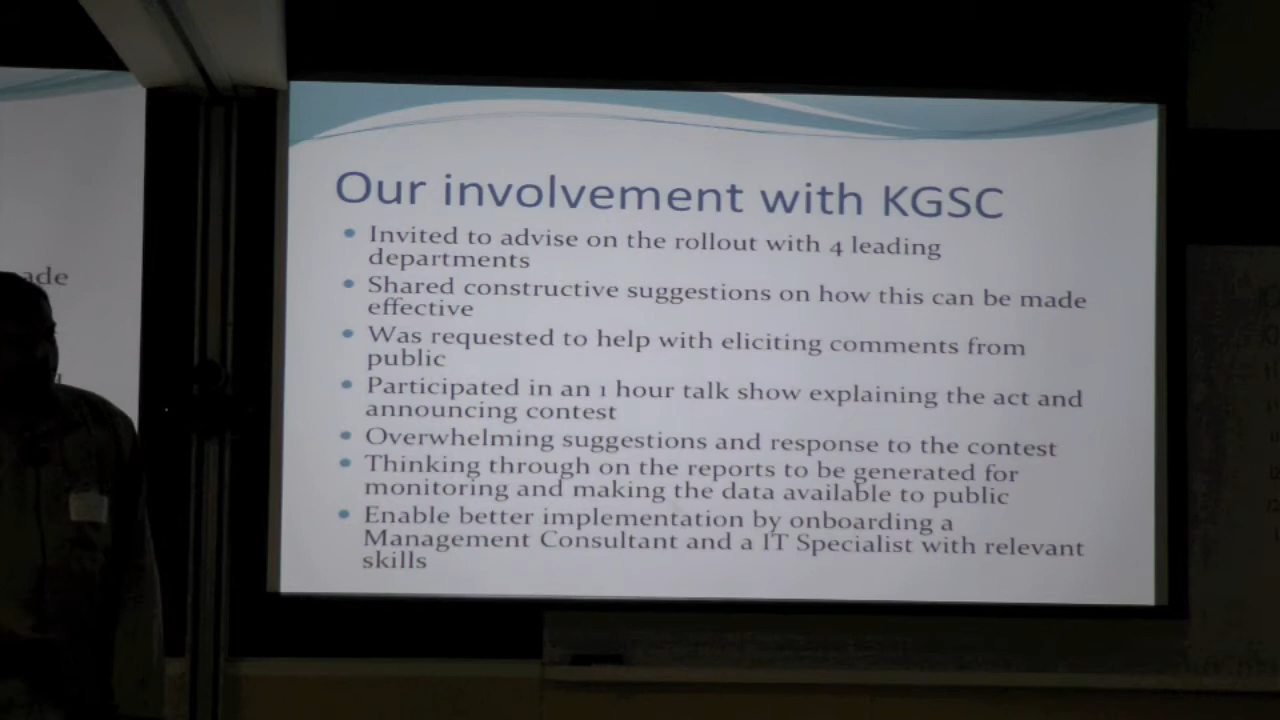 Our involvement with KGSC
Invited to advise on the rollout with 4 leading
departments
Shared constructive suggestions on how this can be made
effective
Was requested to help with eliciting comments from
public
Participated in an 1 hour talk show explaining the act and
announcing contest
Overwhelming suggestions and response to the contest
Thinking through on the reports to be generated for
monitoring and making the data available to public
Enable better implementation by onboarding a
Management Consultant and a IT Specialist with relevant
skills